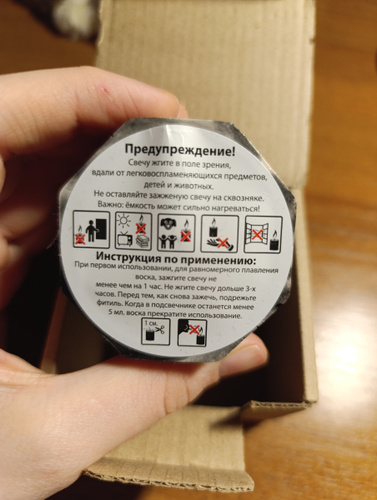 Предупреждение!
Свечу жгите в поле зрения,
вдали от легковоспламеняющихся предметов,
детей и животных.
Не оставляйте зажженую свечу на сквозняке.
Важно: ёмкость может сильно нагреваться!
Инструкция по применению:
При первом использовании, для равномерного плавления
воска, зажгите свечу не
менее чем на 1 час. Не жгите свечу дольше 3-х
часов. Перед тем, как снова зажечь, подрежьте
фитиль. Когда в подсвечнике останется менее
5 мл. воска прекратите использование.
1 см.